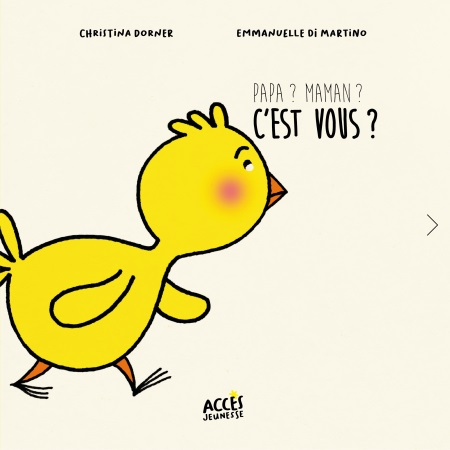 CHRISTINA DORNER EMMANUELLE Di MARTINO
PAPA ? MAMAN ?
C'EST VOUS ?
ACCÈS
JEUNESSE